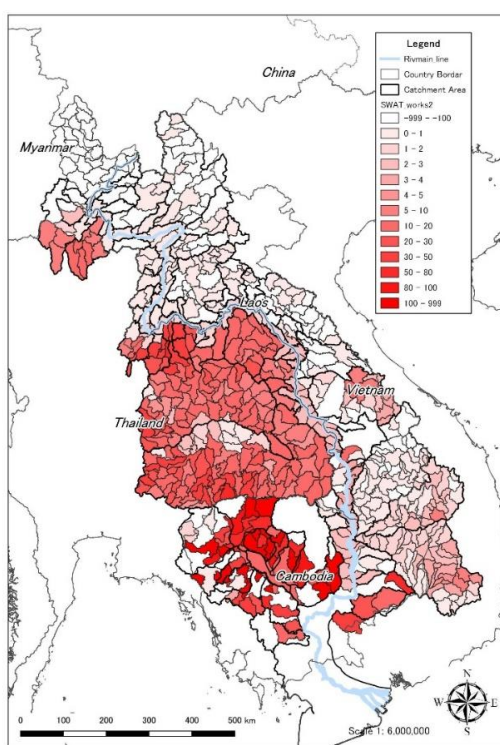 Legend
Rivmain_line
Country Bordar
Catchment Area
SWAT works2
-999 - -100
0 - 1
1 - 2
2 - 3
3 - 4
4 - 5
5 - 10
10 - 20
20 - 30
30 - 50
50 - 80
80 - 100
100 - 999
China
Myanmar
Laos
Vietnam
Thailand
Cambodia
N
W E
S
0 100 200 300 400 500 km
Scale 1: 6,000,000